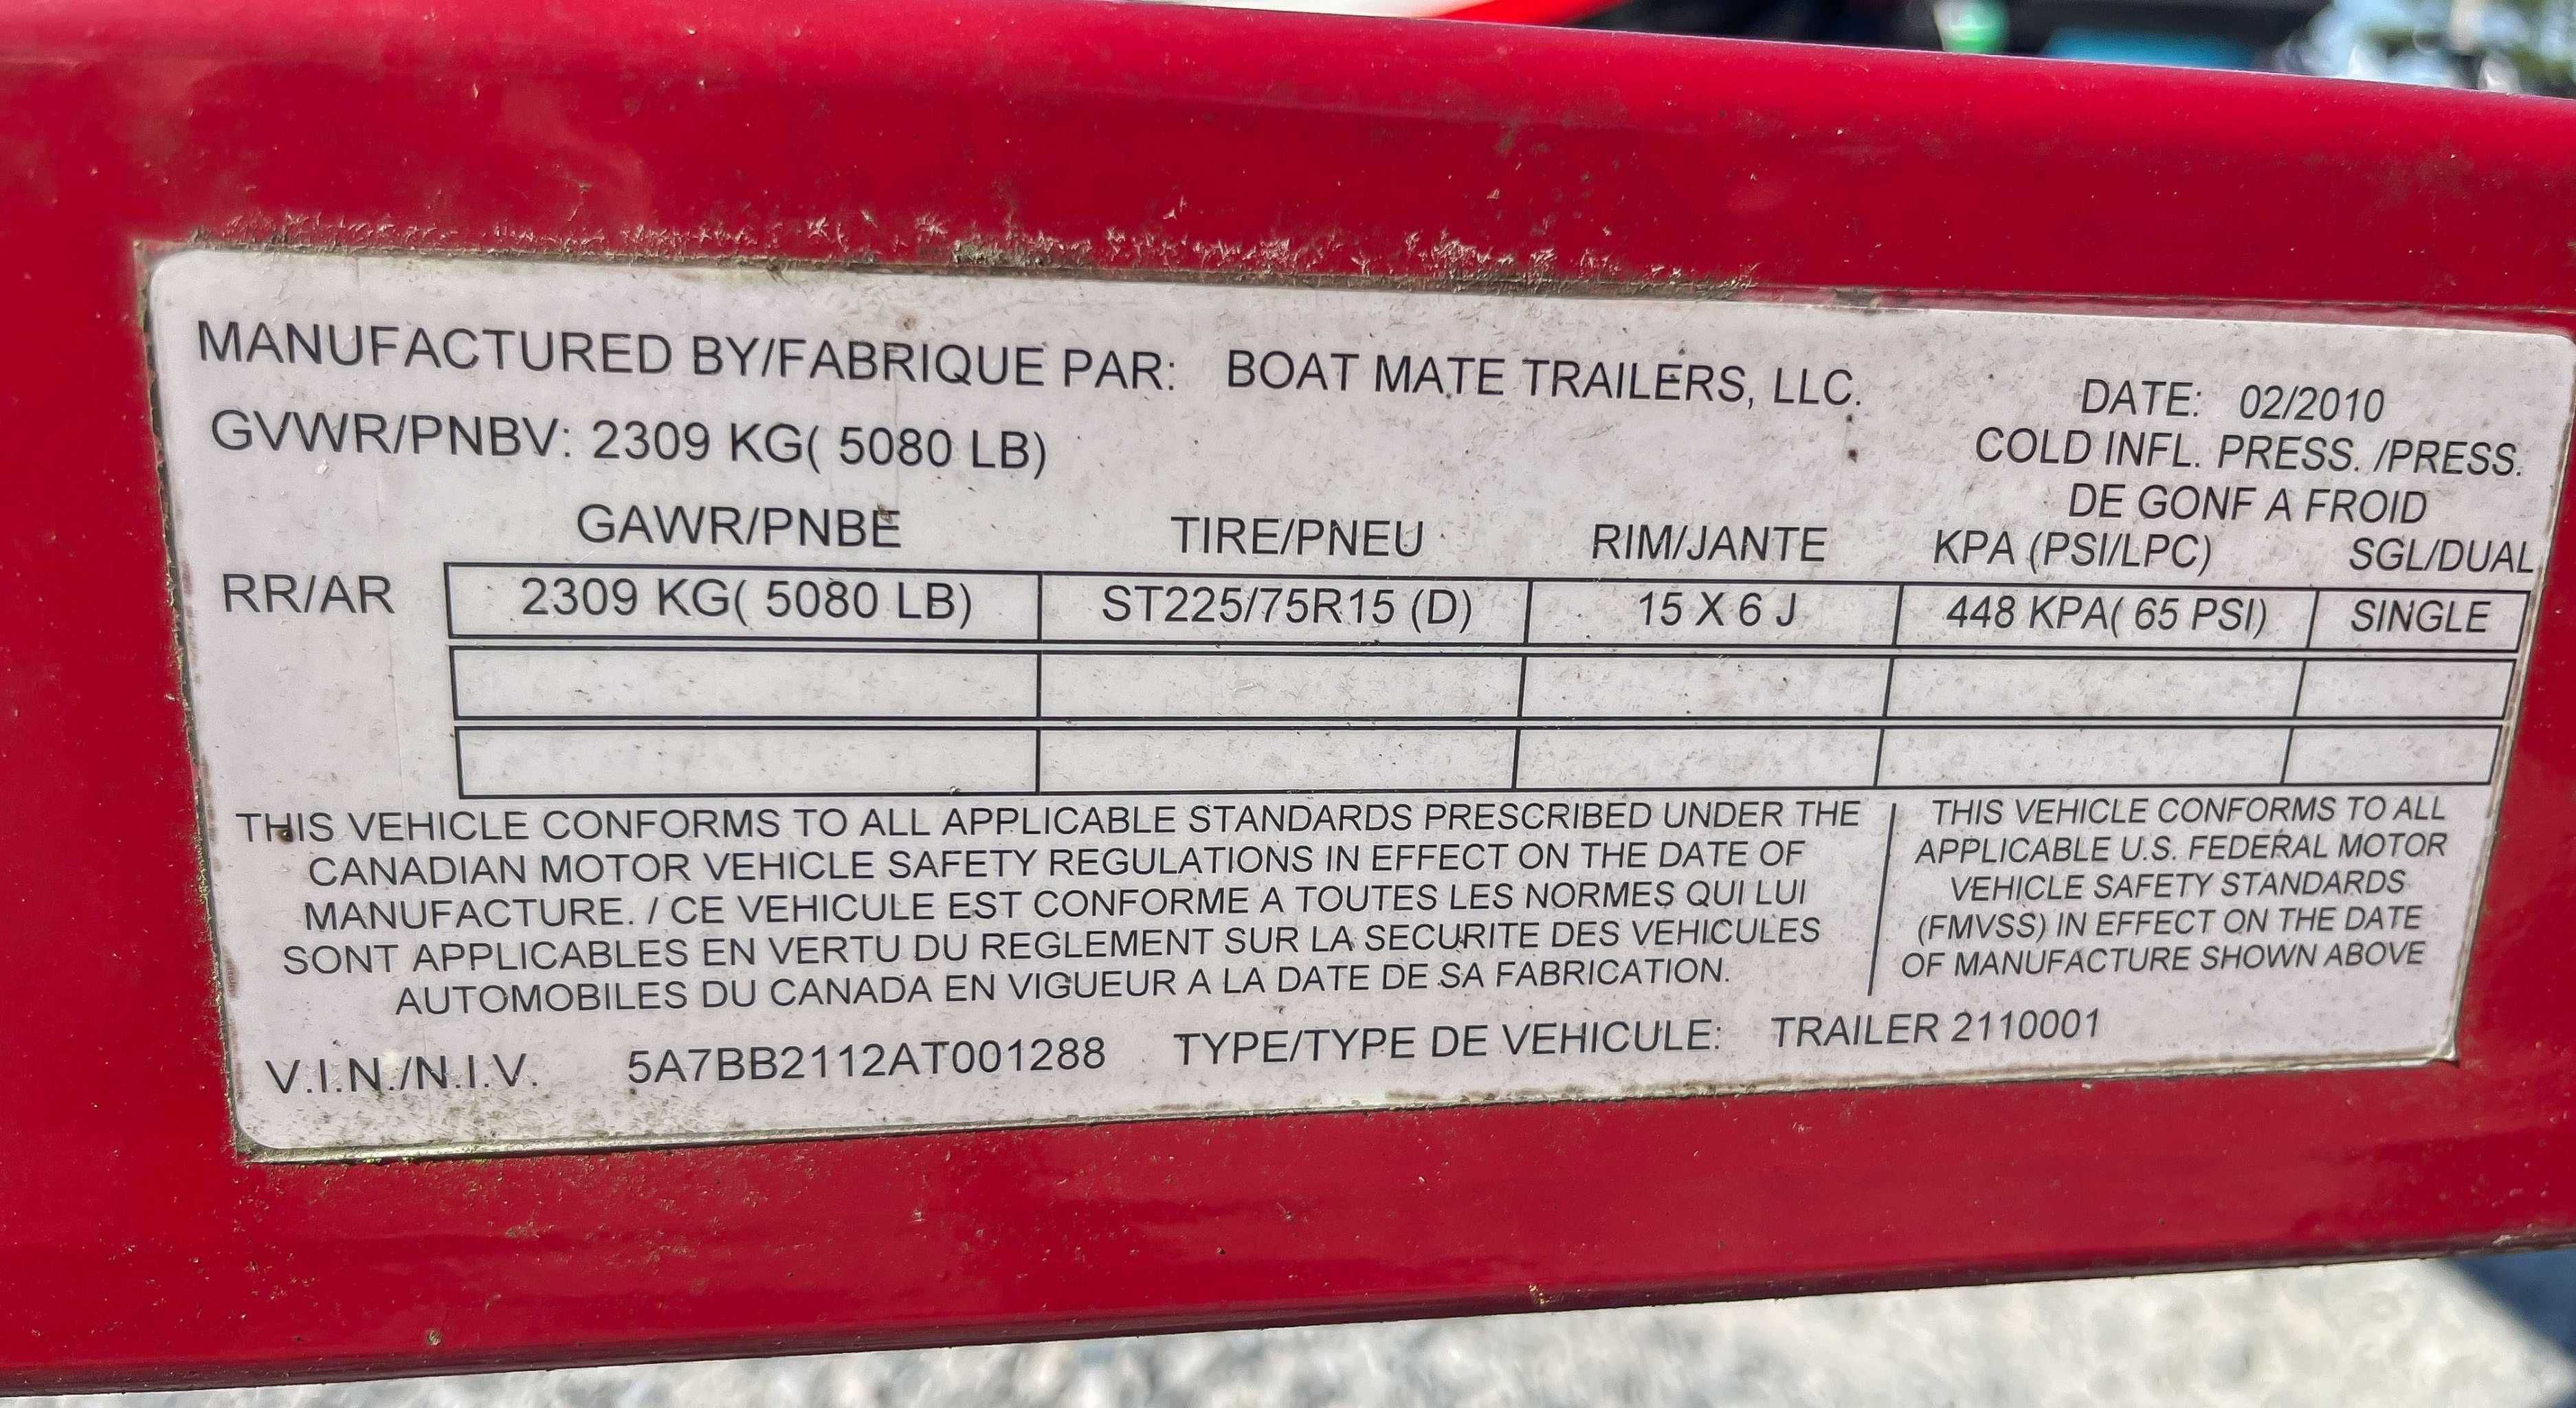 MANUFACTURED BY/FABRIQUE PAR: BOAT MATE TRAILERS, LLC.
DATE: 02/2010
GVWR/PNBV: 2309 KG( 5080 LB)
COLD INFL. PRESS. /PRESS.
DE GONF A FROID
GAWR/PNBE TIRE/PNEU RIM/JANTE KPA (PSI/LPC) SGL/DUAL
RR/AR 2309 KG( 5080 LB) ST225/75R15 (D) 15 X 6 J 448 KPA( 65 PSI) SINGLE
THIS VEHICLE CONFORMS TO ALL APPLICABLE STANDARDS PRESCRIBED UNDER THE
CANADIAN MOTOR VEHICLE SAFETY REGULATIONS IN EFFECT ON THE DATE OF
MANUFACTURE. / CE VEHICULE EST CONFORME A TOUTES LES NORMES QUI LUI
SONT APPLICABLES EN VERTU DU REGLEMENT SUR LA SECURITE DES VEHICULES
AUTOMOBILES DU CANADA EN VIGUEUR A LA DATE DE SA FABRICATION.
THIS VEHICLE CONFORMS TO ALL
APPLICABLE U.S. FEDERAL MOTOR
VEHICLE SAFETY STANDARDS
(FMVSS) IN EFFECT ON THE DATE
OF MANUFACTURE SHOWN ABOVE
V.I.N./N.I.V. 5A7BB2112AT001288 TYPE/TYPE DE VEHICULE: TRAILER 2110001